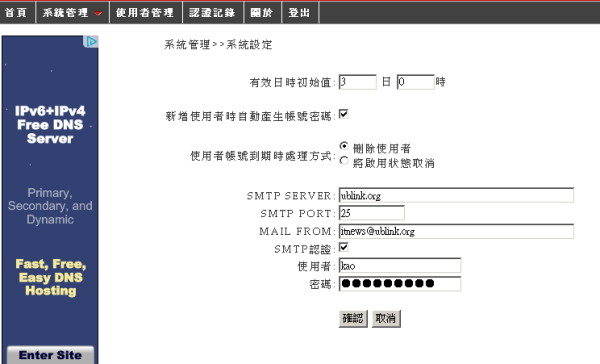 首頁 系統管理 使用者管理 認證記錄 關於 登出
系統管理>>系統設定
有效日時初始值: 3 日 0 時
新增使用者時自動產生帳號密碼:
使用者帳號到期時處理方式: 刪除使用者
將啟用狀態取消
SMTP SERVER: ublink.org
SMTP PORT: 25
MAIL FROM: itnews@ublink.org
SMTP認證:
使用者: kao
密碼: ●●●●●●●●●
確認 取消
IPv6+IPv4
Free DNS
Server
Primary,
Secondary, and
Dynamic
Fast, Free,
Easy DNS
Hosting
Enter Site